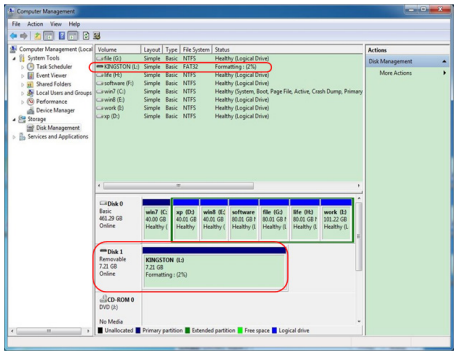 Computer Management
File Action View Help
Computer Management (Local
System Tools
Task Scheduler
Event Viewer
Shared Folders
Local Users and Groups
Performance
Device Manager
Storage
Disk Management
Services and Applications
Volume Layout Type File System Status
file (G:) Simple Basic NTFS Healthy (Logical Drive)
KINGSTON (L:) Simple Basic FAT32 Formatting : (2%)
life (H:) Simple Basic NTFS Healthy (Logical Drive)
software (F:) Simple Basic NTFS Healthy (Logical Drive)
win7 (C:) Simple Basic NTFS Healthy (System, Boot, Page File, Active, Crash Dump, Primary
win8 (E:) Simple Basic NTFS Healthy (Logical Drive)
work (I:) Simple Basic NTFS Healthy (Logical Drive)
xp (D:) Simple Basic NTFS Healthy (Logical Drive)
Actions
Disk Management
More Actions
Disk 0
Basic
461.29 GB
Online
win7 (C:
40.00 GB
Healthy (
xp (D:)
40.01 GB
Healthy
win8 (E:
40.01 GB
Healthy (
software
80.01 GB
Healthy (L
file (G:)
80.01 GB
Healthy (L
life (H:)
80.01 GB
Healthy (L
work (I:)
101.22 GB
Healthy (L
Disk 1
Removable
7.21 GB
Online
KINGSTON (L:)
7.21 GB
Formatting : (2%)
CD-ROM 0
DVD (J:)
No Media
Unallocated Primary partition Extended partition Free space Logical drive